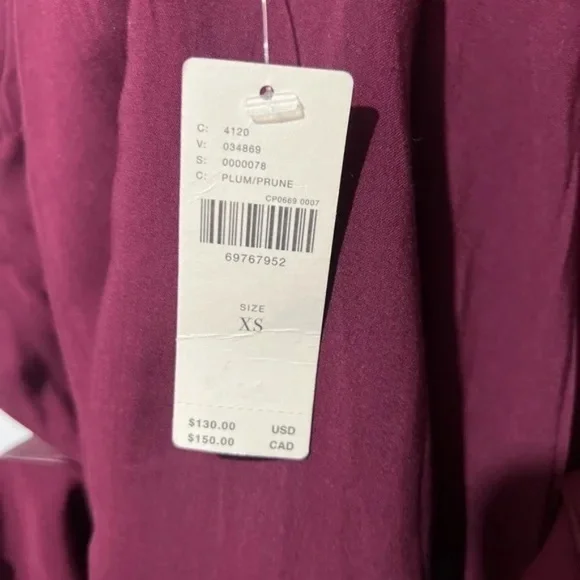 C: 4120
V: 034869
S: 0000078
C: PLUM/PRUNE
CP0669 0007
69767952
SIZE
XS
$130.00 USD
$150.00 CAD